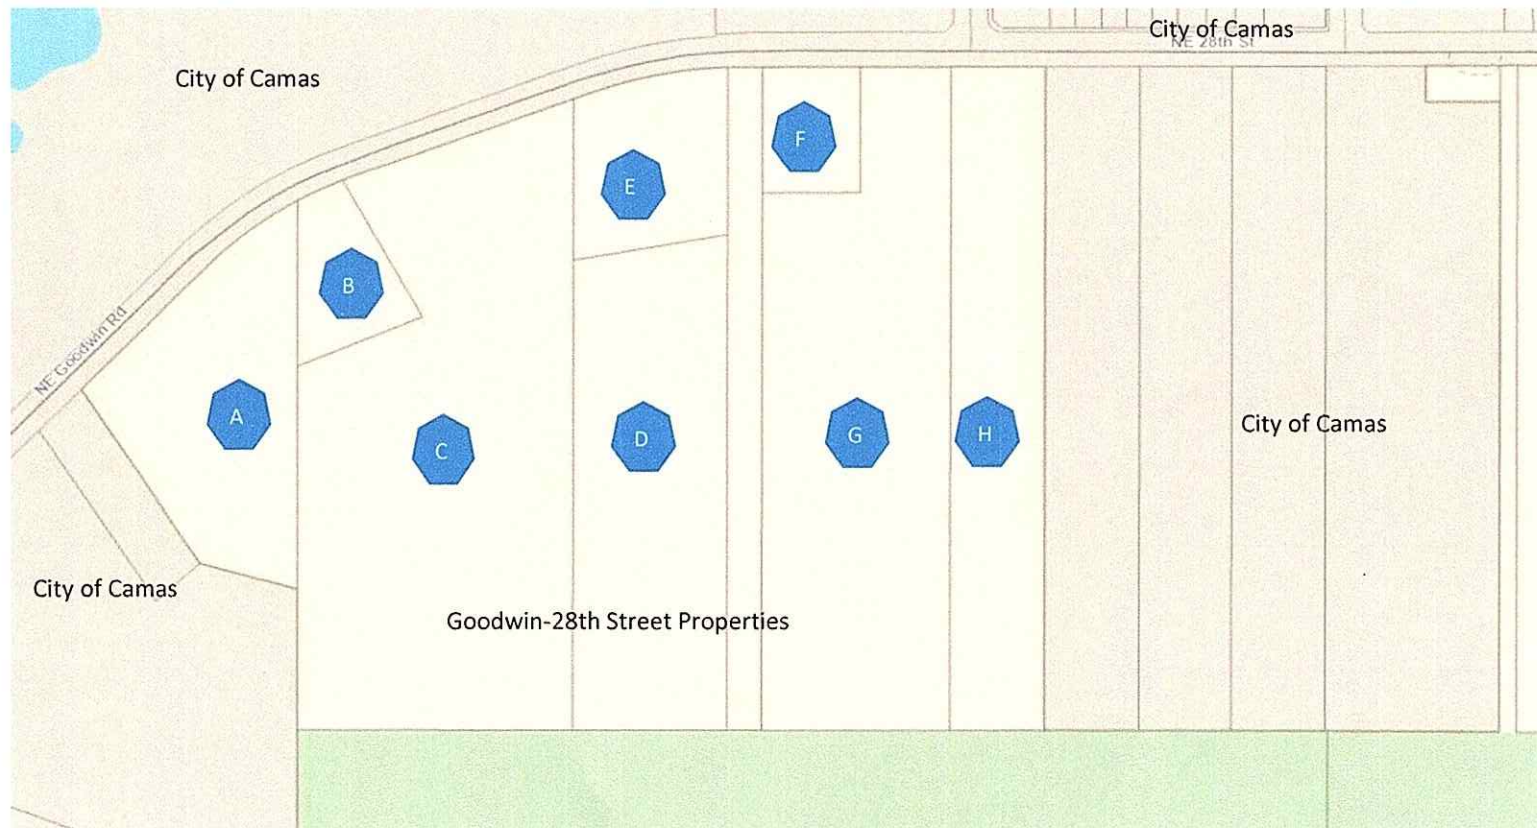 City of Camas
NE 28th St
City of Camas
F
E
B
NE Goodwin Rd
A
C
D
G
H
City of Camas
City of Camas
Goodwin-28th Street Properties